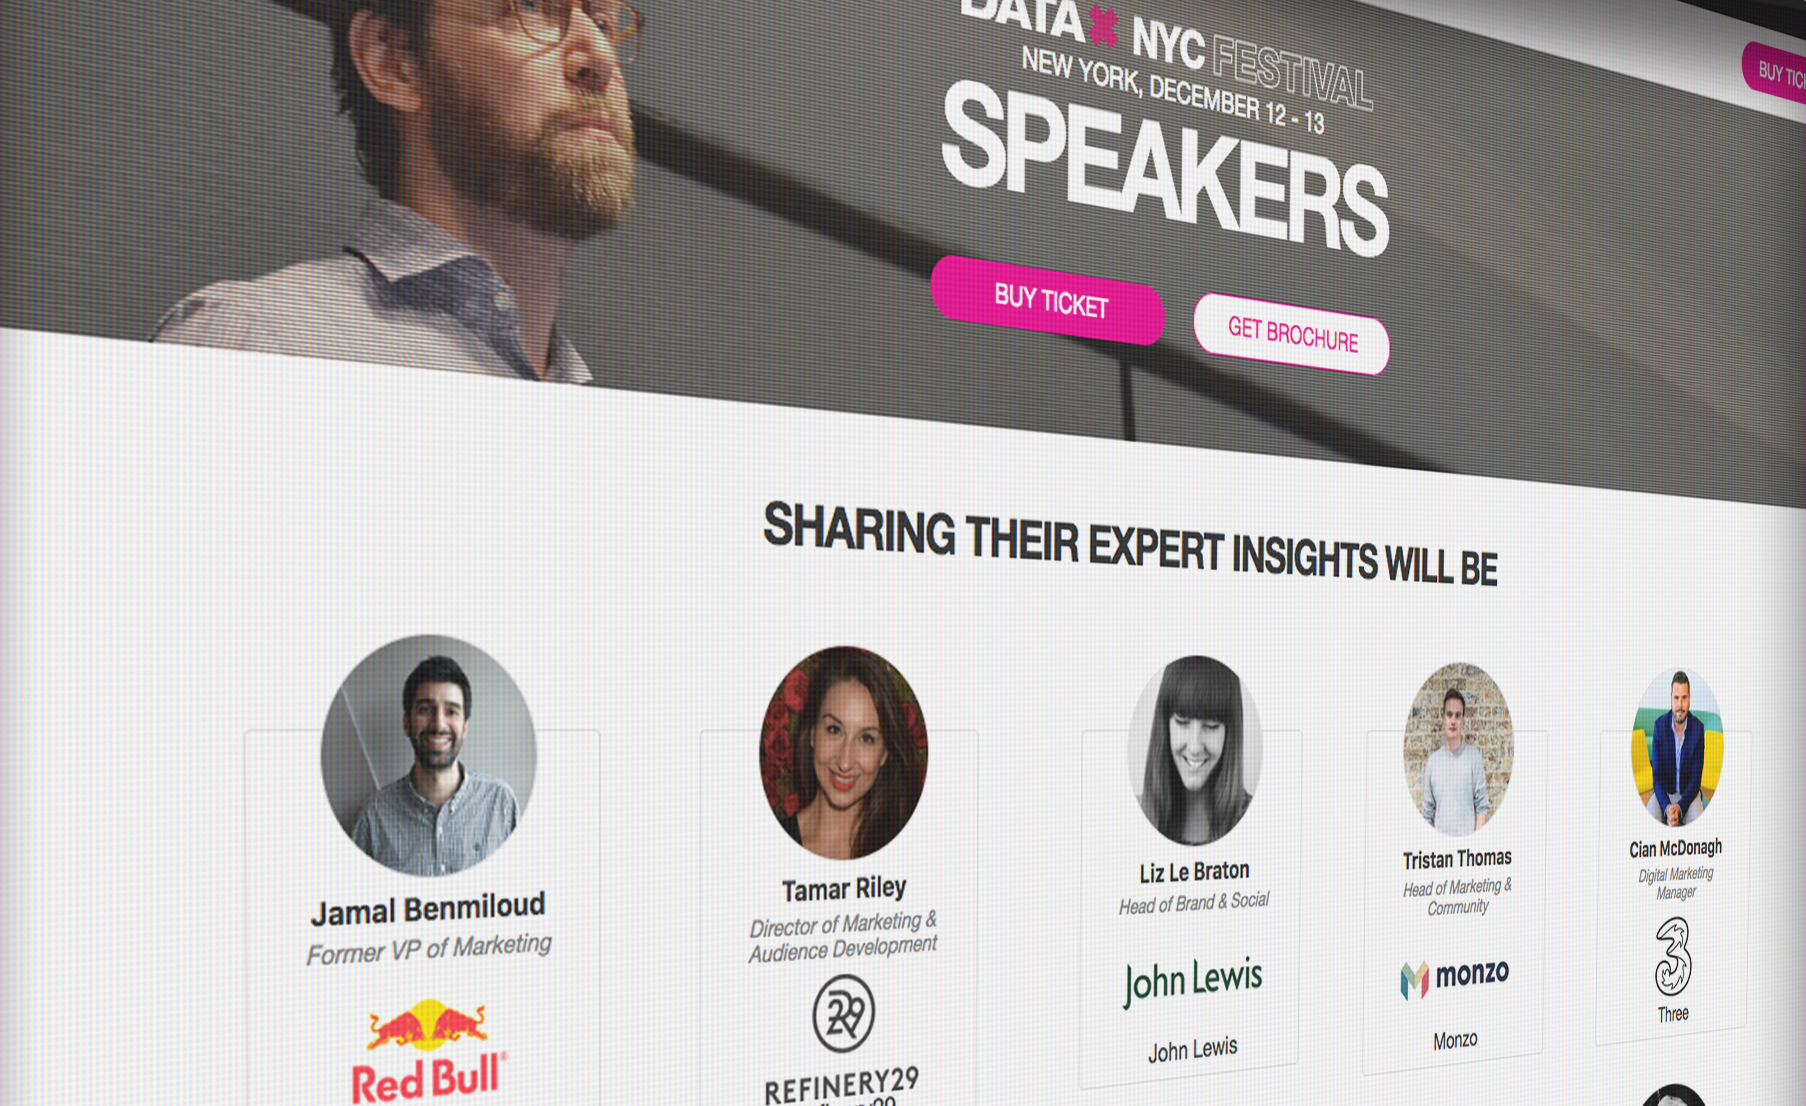 DATA NYC FESTIVAL
NEW YORK, DECEMBER 12 - 13
SPEAKERS
BUY TICKET
GET BROCHURE
SHARING THEIR EXPERT INSIGHTS WILL BE
Jamal Benmiloud
Former VP of Marketing
Red Bull
Tamar Riley
Director of Marketing &
Audience Development
R29
REFINERY29
Liz Le Braton
Head of Brand & Social
John Lewis
John Lewis
Tristan Thomas
Head of Marketing &
Community
monzo
Monzo
Cian McDonagh
Digital Marketing
Manager
3
Three